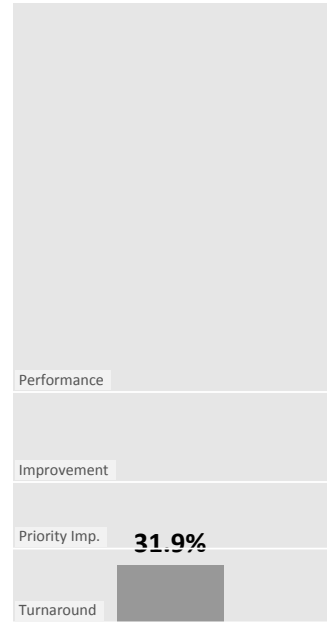 Performance
Improvement
Priority Imp.
31.9%
Turnaround